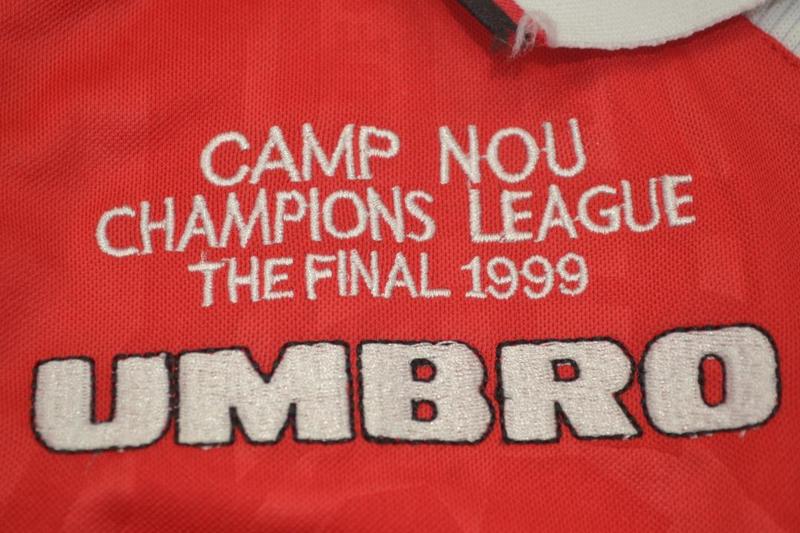 CAMP NOU
CHAMPIONS LEAGUE
THE FINAL 1999
UMBRO